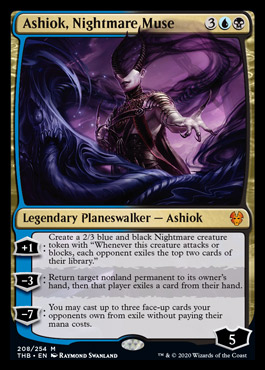 Ashiok, Nightmare Muse 3
Legendary Planeswalker — Ashiok
+1 Create a 2/3 blue and black Nightmare creature
token with “Whenever this creature attacks or
blocks, each opponent exiles the top two cards of
their library.”
−3 Return target nonland permanent to its owner’s
hand, then that player exiles a card from their hand.
−7 You may cast up to three face-up cards your
opponents own from exile without paying their
mana costs.
5
208/254 M
THB • EN RAYMOND SWANLAND ™ & © 2020 Wizards of the Coast